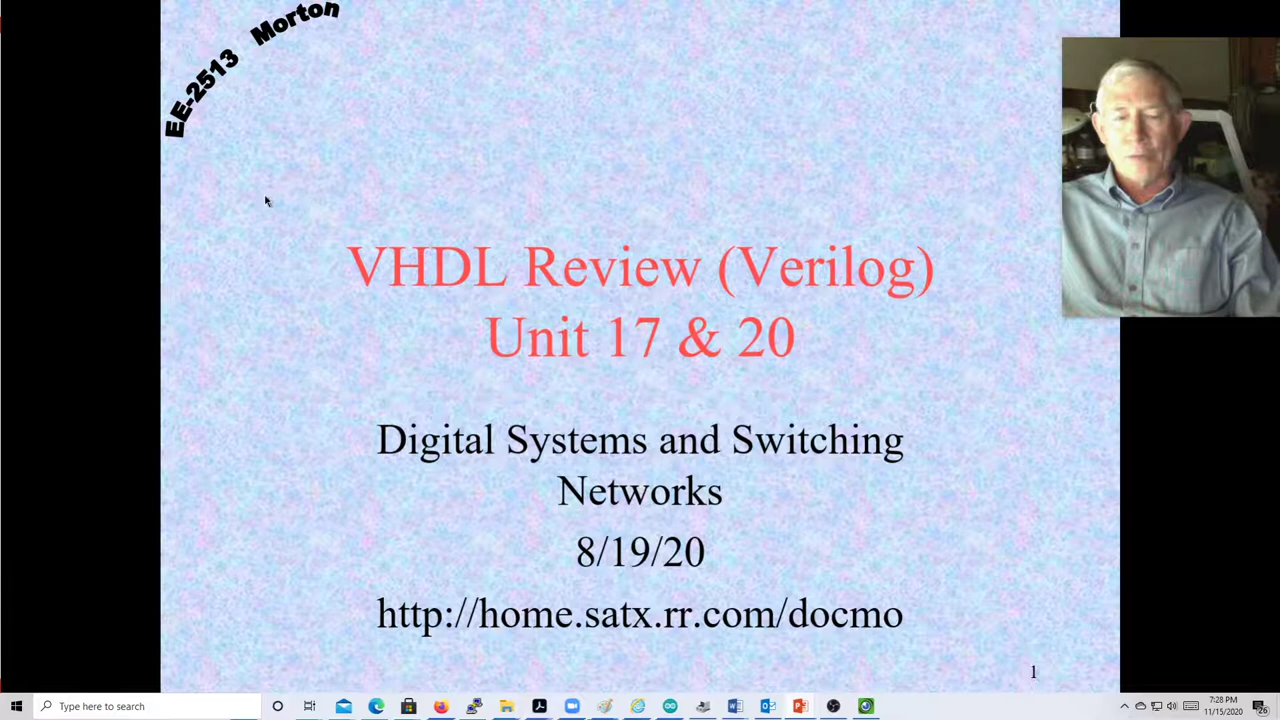 EE-2513 Morton
VHDL Review (Verilog)
Unit 17 & 20
Digital Systems and Switching
Networks
8/19/20
http://home.satx.rr.com/docmo
1
Type here to search
7:28 PM
11/15/2020
26